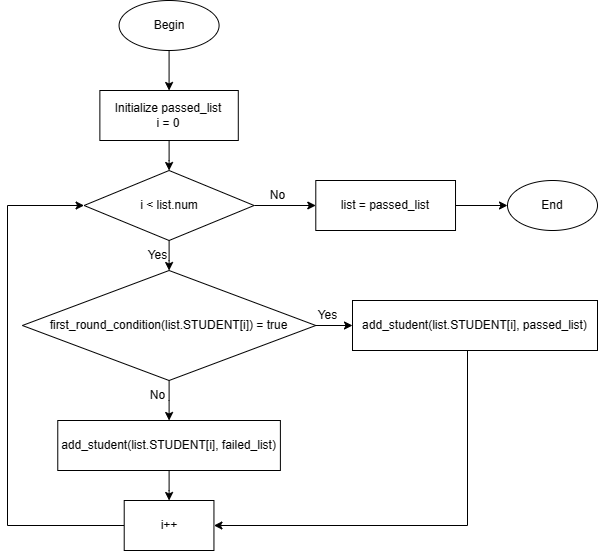 Begin
Initialize passed_list
i = 0
i < list.num
No
list = passed_list
End
Yes
first_round_condition(list.STUDENT[i]) = true
Yes
add_student(list.STUDENT[i], passed_list)
No
add_student(list.STUDENT[i], failed_list)
i++